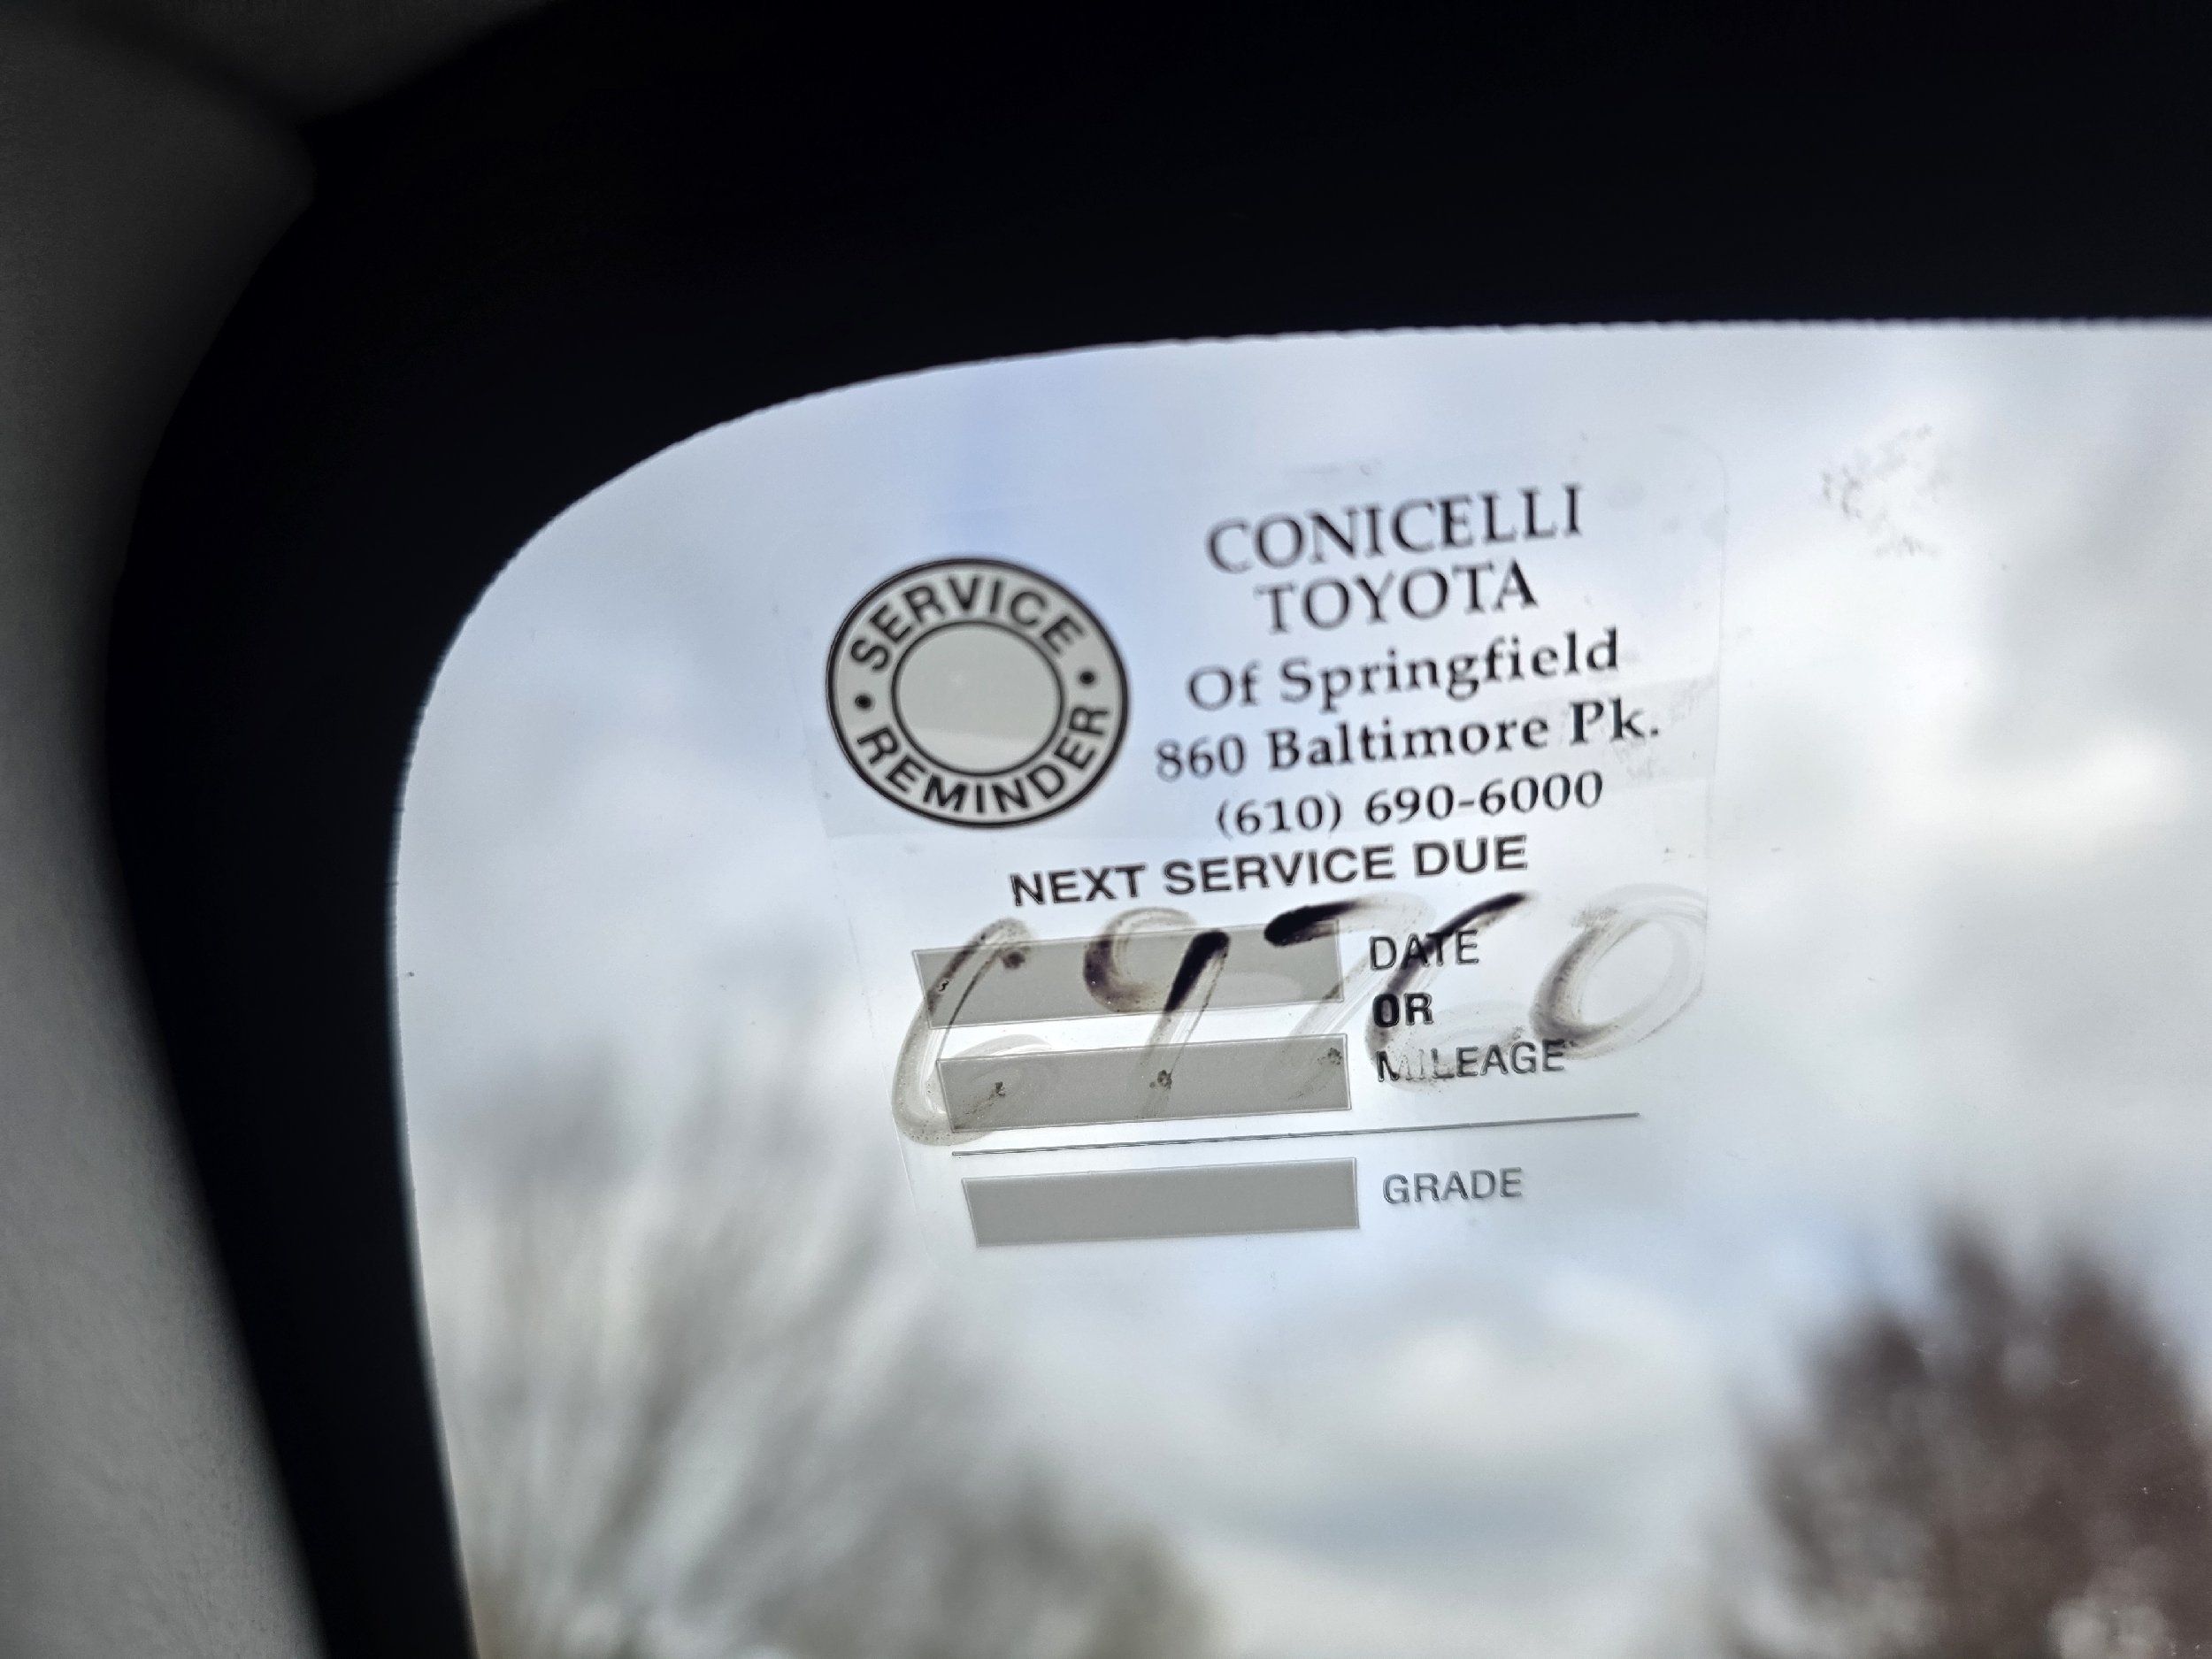 SERVICE
REMINDER
CONICELLI
TOYOTA
Of Springfield
860 Baltimore Pk.
(610) 690-6000
NEXT SERVICE DUE
69760
DATE
OR
MILEAGE
GRADE